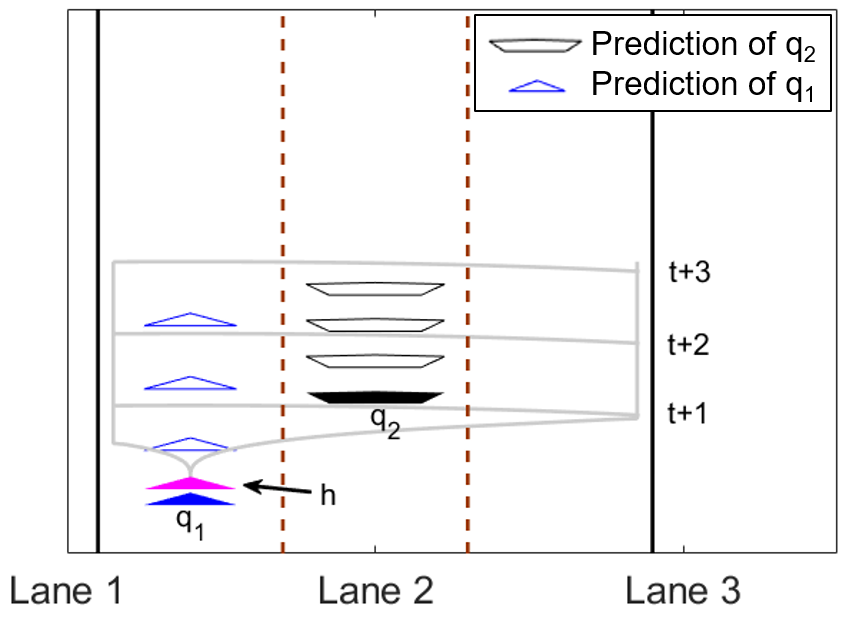 Prediction of q2
Prediction of q1
t+3
t+2
t+1
q2
h
q1
Lane 1 Lane 2 Lane 3